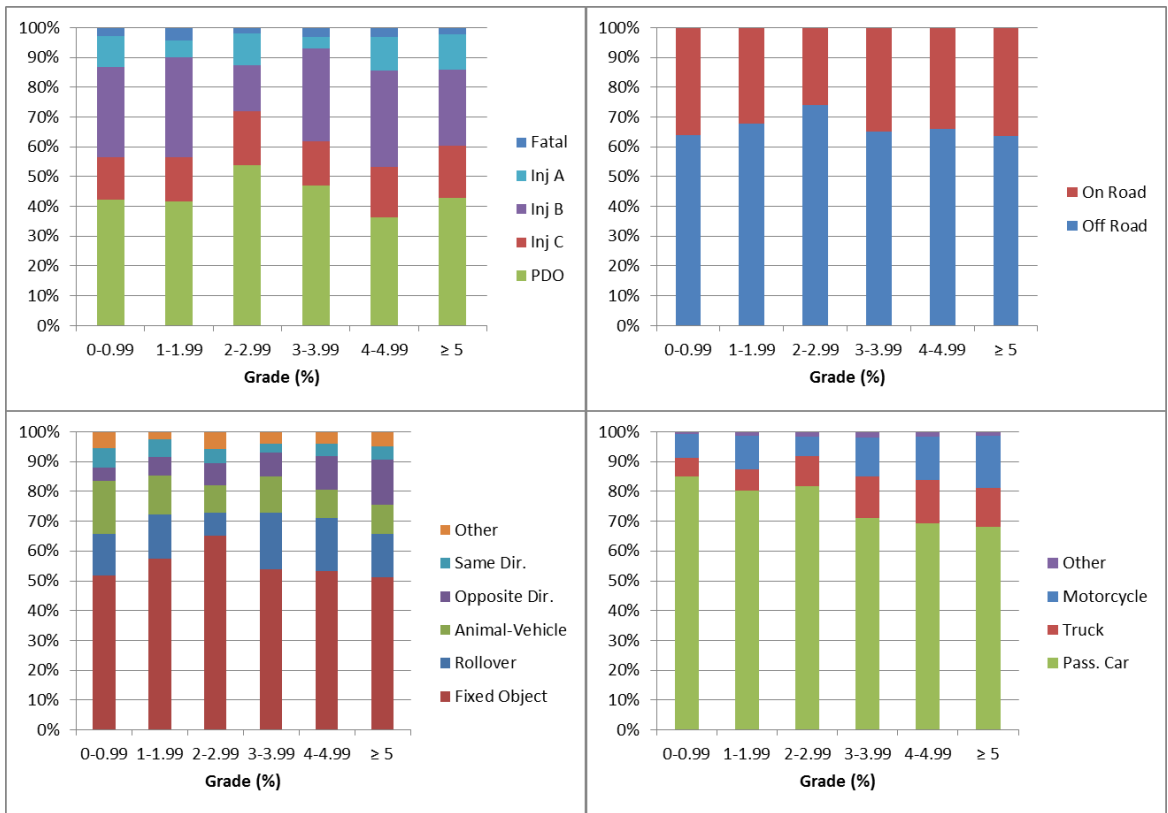 100%
90%
80%
70%
60%
50%
40%
30%
20%
10%
0%
0-0.99 1-1.99 2-2.99 3-3.99 4-4.99 ≥ 5
Grade (%)
Fatal
Inj A
Inj B
Inj C
PDO
100%
90%
80%
70%
60%
50%
40%
30%
20%
10%
0%
0-0.99 1-1.99 2-2.99 3-3.99 4-4.99 ≥ 5
Grade (%)
On Road
Off Road
100%
90%
80%
70%
60%
50%
40%
30%
20%
10%
0%
0-0.99 1-1.99 2-2.99 3-3.99 4-4.99 ≥ 5
Grade (%)
Other
Same Dir.
Opposite Dir.
Animal-Vehicle
Rollover
Fixed Object
100%
90%
80%
70%
60%
50%
40%
30%
20%
10%
0%
0-0.99 1-1.99 2-2.99 3-3.99 4-4.99 ≥ 5
Grade (%)
Other
Motorcycle
Truck
Pass. Car